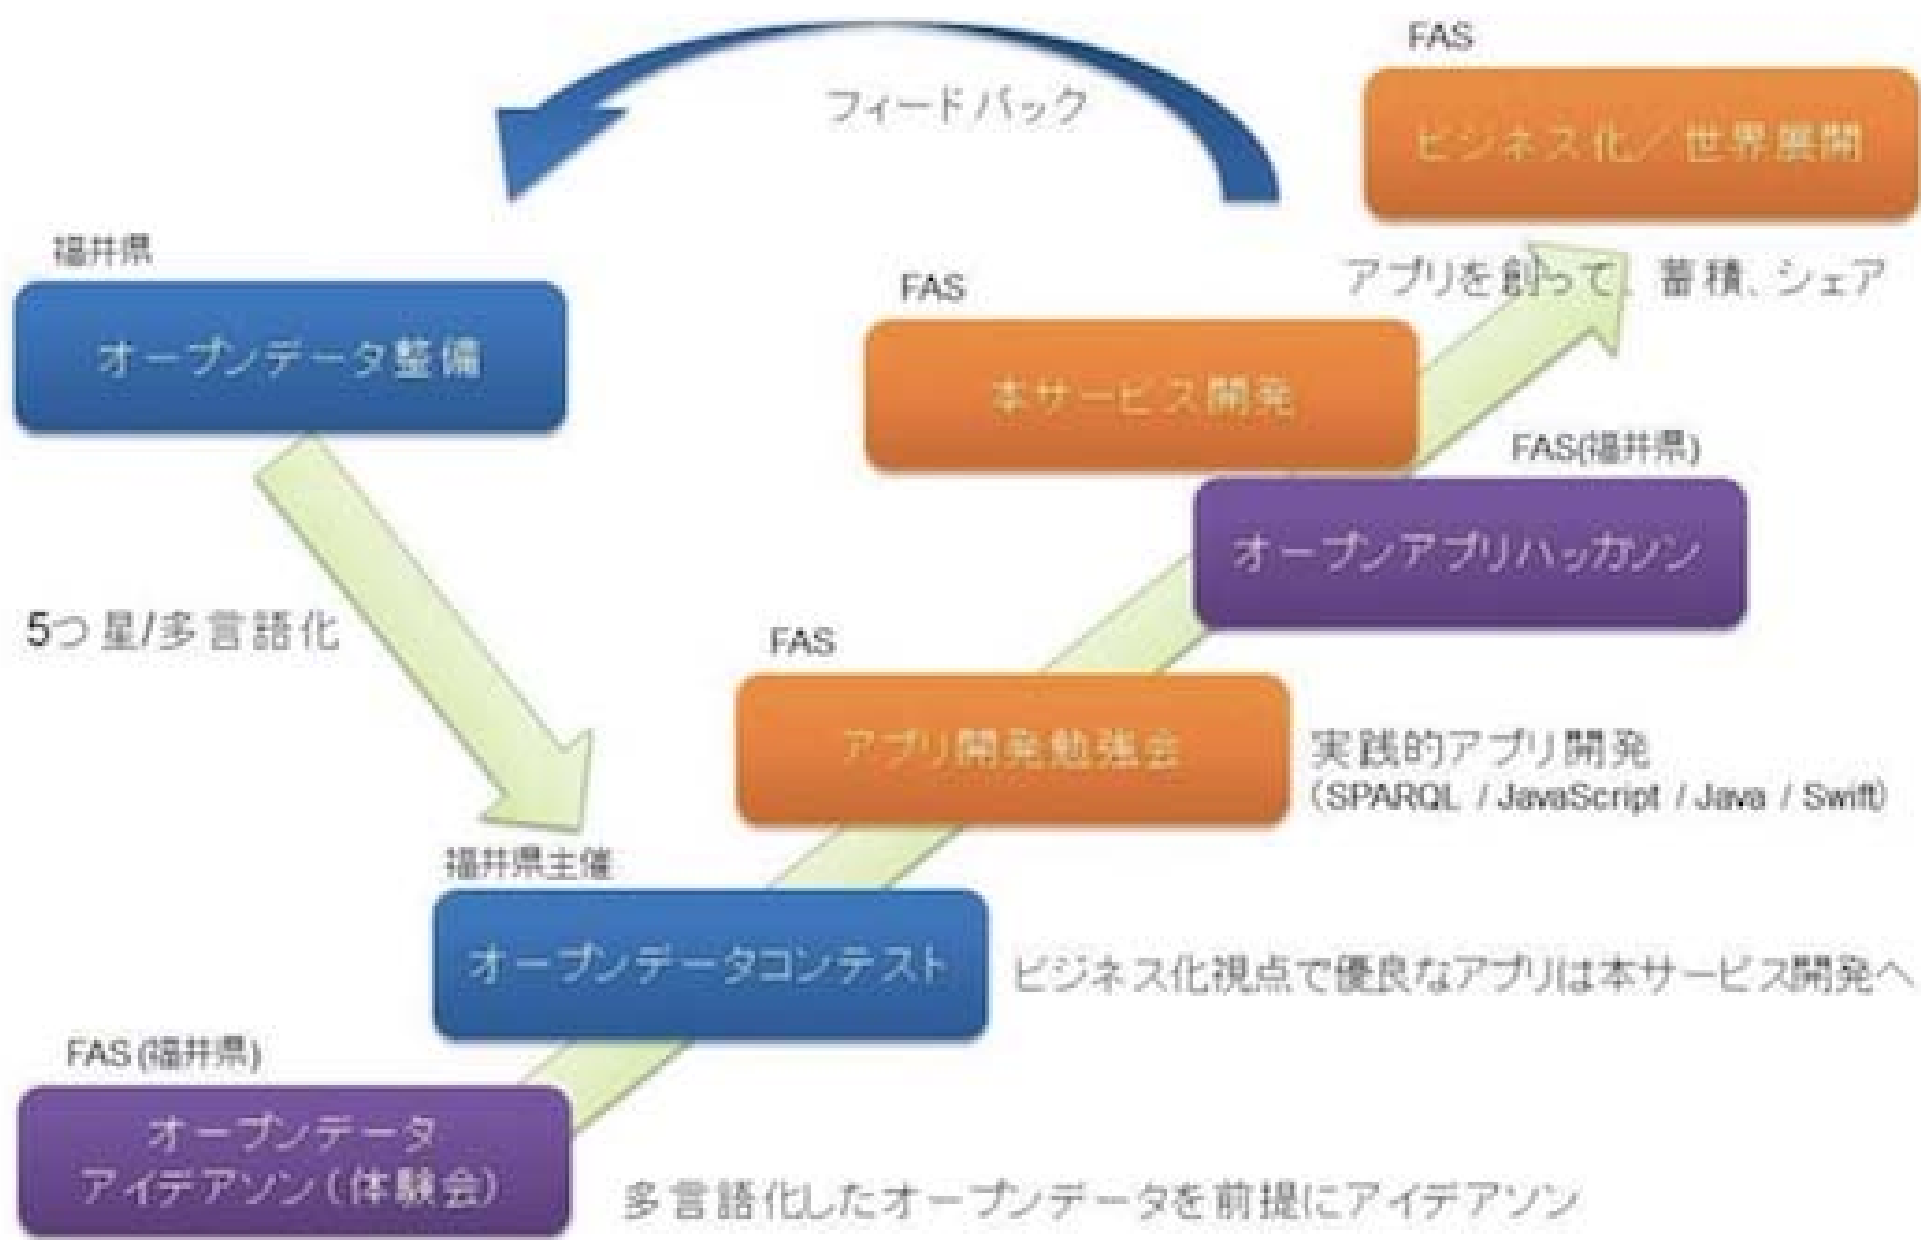 FAS
フィードバック
ビジネス化／世界展開
福井県
オープンデータ整備
FAS
アプリを創って、蓄積、シェア
本サービス開発
FAS(福井県)
オープンアプリハッカソン
5つ星/多言語化
FAS
アプリ開発勉強会
実践的アプリ開発
（SPARQL / JavaScript / Java / Swift）
福井県主催
オープンデータコンテスト
ビジネス化視点で優良なアプリは本サービス開発へ
FAS (福井県)
オープンデータ
アイデアソン（体験会）
多言語化したオープンデータを前提にアイデアソン